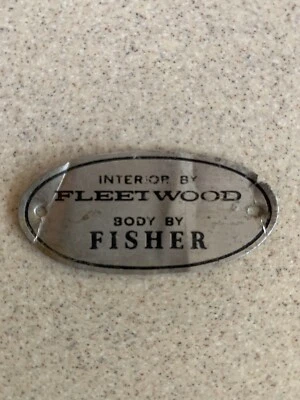 INTERIOR BY
FLEETWOOD
BODY BY
FISHER